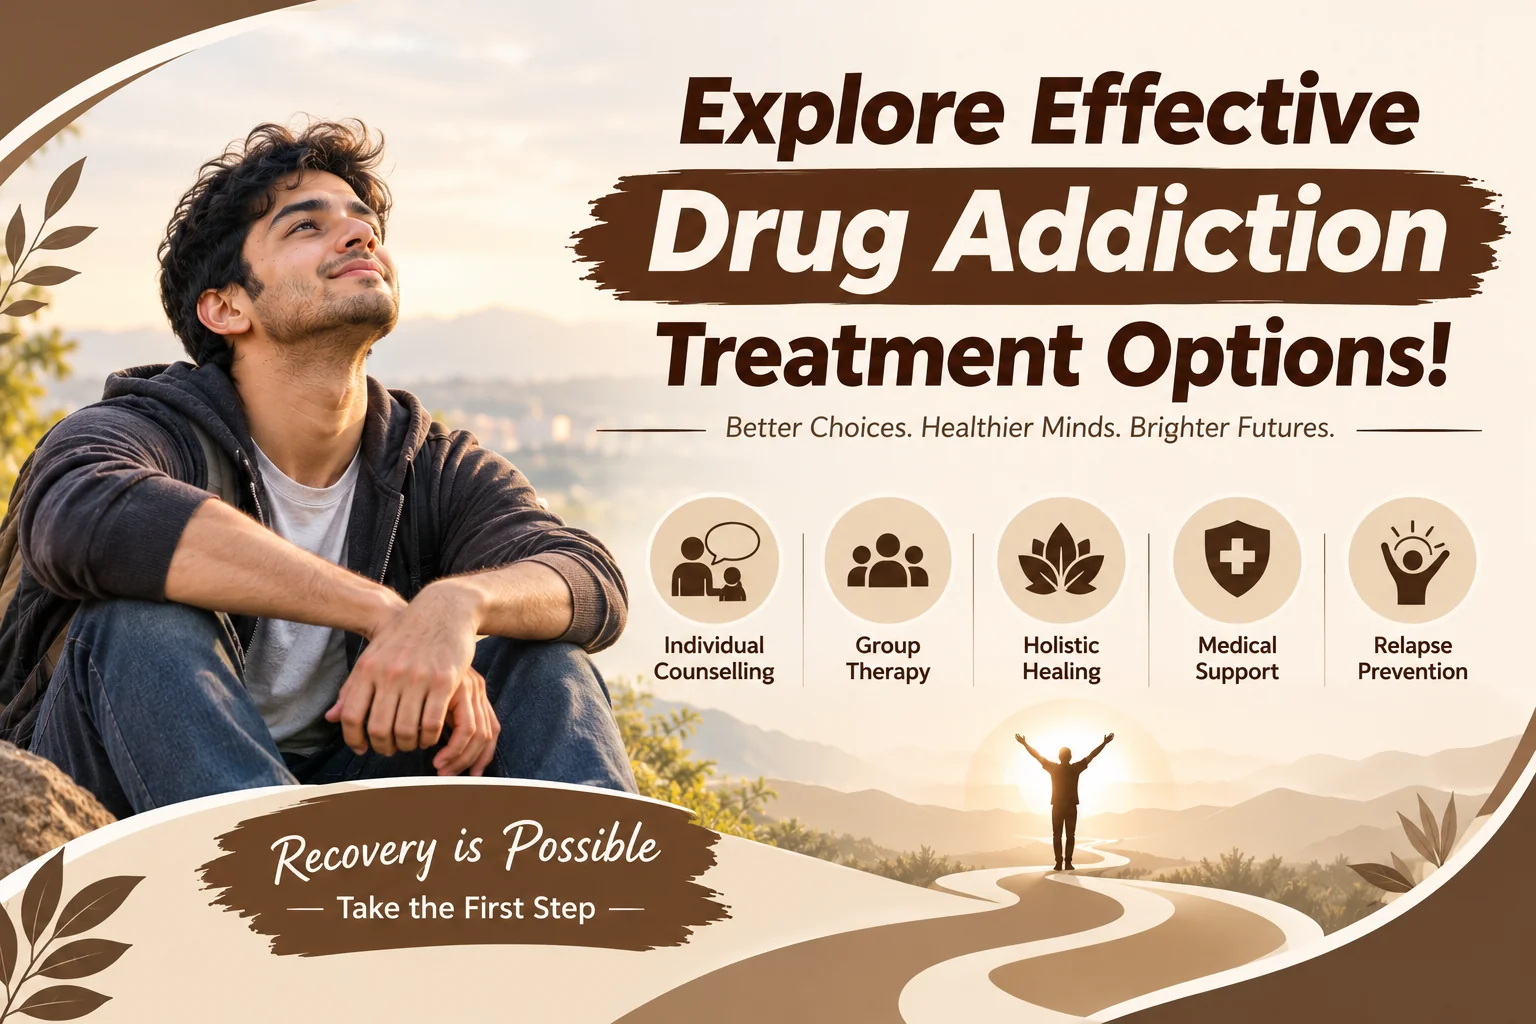 Explore Effective
Drug Addiction
Treatment Options!
Better Choices. Healthier Minds. Brighter Futures.
Individual
Counselling
Group
Therapy
Holistic
Healing
Medical
Support
Relapse
Prevention
Recovery is Possible
Take the First Step